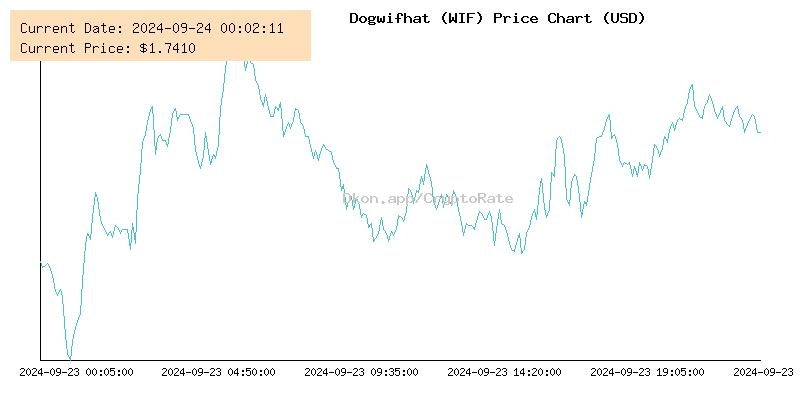 Dogwifhat (WIF) Price Chart (USD)
Current Date: 2024-09-24 00:02:11
Current Price: $1.7410
Dkon.app/CryptoRate
2024-09-23 00:05:00
2024-09-23 04:50:00
2024-09-23 09:35:00
2024-09-23 14:20:00
2024-09-23 19:05:00
2024-09-23